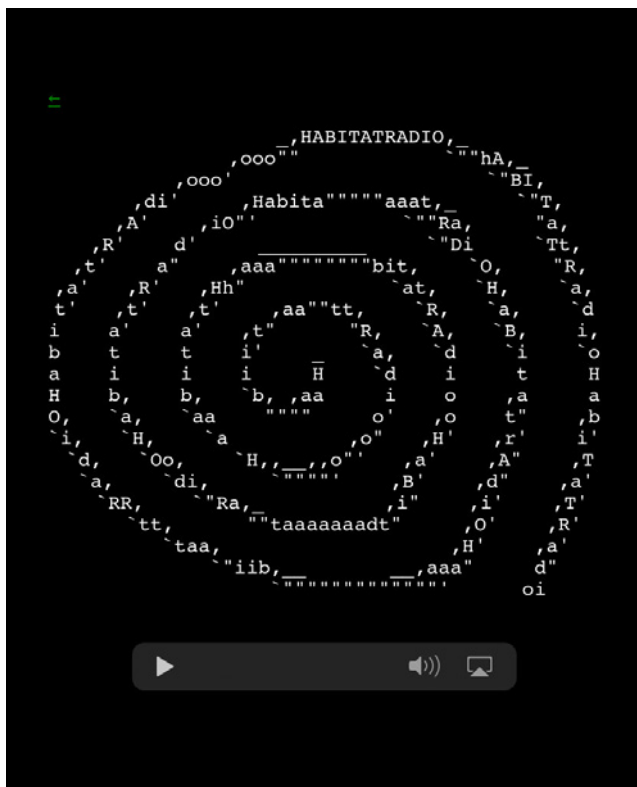 ←
_,HABITATRADIO,_
,ooo"" `""hA,_
,ooo' `"BI,
,di' ,Habita"""""aaat,_ `"T,
,A' ,iO"' `""Ra, "a,
,R' d' __________ `"Di `Tt,
,t' a" ,aaa""""""""bit, `O, "R,
,a' ,R' ,Hh" `at, `H, `a,
t' ,t' ,t' ,aa""tt, `R, `a, `d
i a' a' ,t" "R, `A, `B, i,
b t t i' _ `a, `d `i `o
a i i i H `d i t H
H b, b, `b, ,aa i o ,a a
O, `a, `aa """" o' ,o t" ,b
`i, `H, `a ,o" ,H' ,r' i'
`d, `Oo, `H,,__,,o"' ,a' ,A" ,T
`a, `di, `""""' ,B' ,d" ,a'
`RR, `"Ra,_ ,i" ,i' ,T'
`tt, ""taaaaaaadt" ,O' ,R'
`taa, ,H' ,a'
`"iib,__ __,aaa" d"
`"""""""""""""' oi